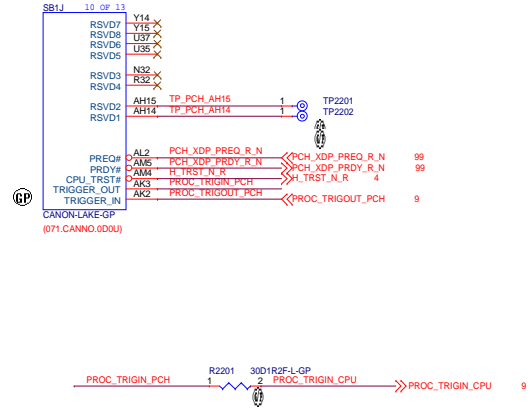 SB1J 10 OF 13
RSVD7 Y14
RSVD8 Y15
RSVD6 U37
RSVD5 U35
RSVD3 N32
RSVD4 R32
RSVD2 AH15 TP_PCH_AH15 1 TP2201
RSVD1 AH14 TP_PCH_AH14 1 TP2202
PREQ# AL2 PCH_XDP_PREQ_R_N PCH_XDP_PREQ_R_N 99
PRDY# AM5 PCH_XDP_PRDY_R_N PCH_XDP_PRDY_R_N 99
CPU_TRST# AM4 H_TRST_N_R H_TRST_N_R 4
TRIGGER_OUT AK3 PROC_TRIGIN_PCH
TRIGGER_IN AK2 PROC_TRIGOUT_PCH PROC_TRIGOUT_PCH 9
GP
CANON-LAKE-GP
(071.CANNO.0D0U)
R2201 30D1R2F-L-GP
PROC_TRIGIN_PCH 1 2 PROC_TRIGIN_CPU PROC_TRIGIN_CPU 9